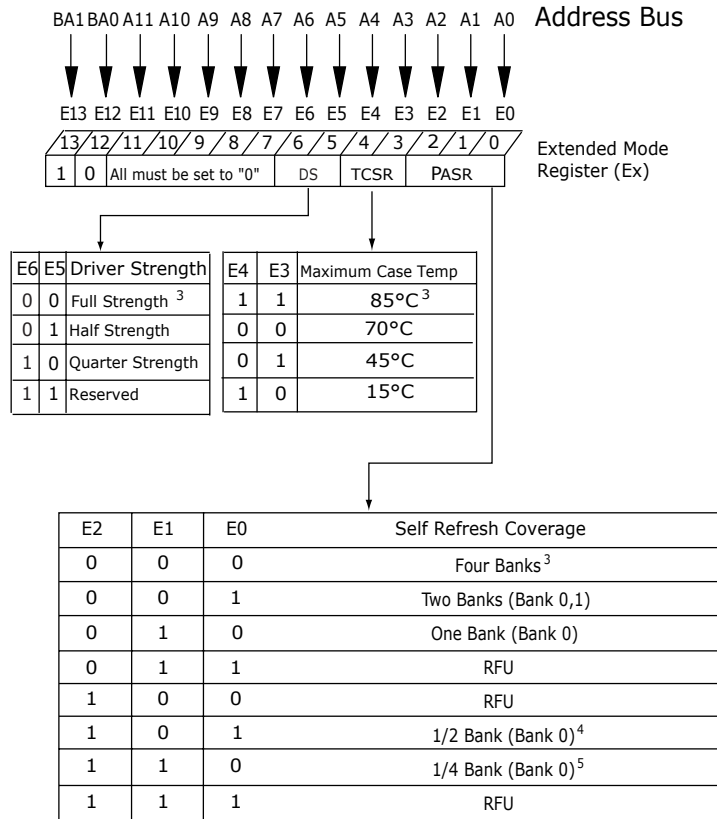 BA1 BA0 A11 A10 A9 A8 A7 A6 A5 A4 A3 A2 A1 A0 Address Bus
E13 E12 E11 E10 E9 E8 E7 E6 E5 E4 E3 E2 E1 E0
13 12 11 10 9 8 7 6 5 4 3 2 1 0
Extended Mode
Register (Ex)
1 0 All must be set to "0" DS TCSR PASR
E6 E5 Driver Strength
0 0 Full Strength 3
0 1 Half Strength
1 0 Quarter Strength
1 1 Reserved
E4 E3 Maximum Case Temp
1 1 85°C 3
0 0 70°C
0 1 45°C
1 0 15°C
E2 E1 E0 Self Refresh Coverage
0 0 0 Four Banks 3
0 0 1 Two Banks (Bank 0,1)
0 1 0 One Bank (Bank 0)
0 1 1 RFU
1 0 0 RFU
1 0 1 1/2 Bank (Bank 0) 4
1 1 0 1/4 Bank (Bank 0) 5
1 1 1 RFU